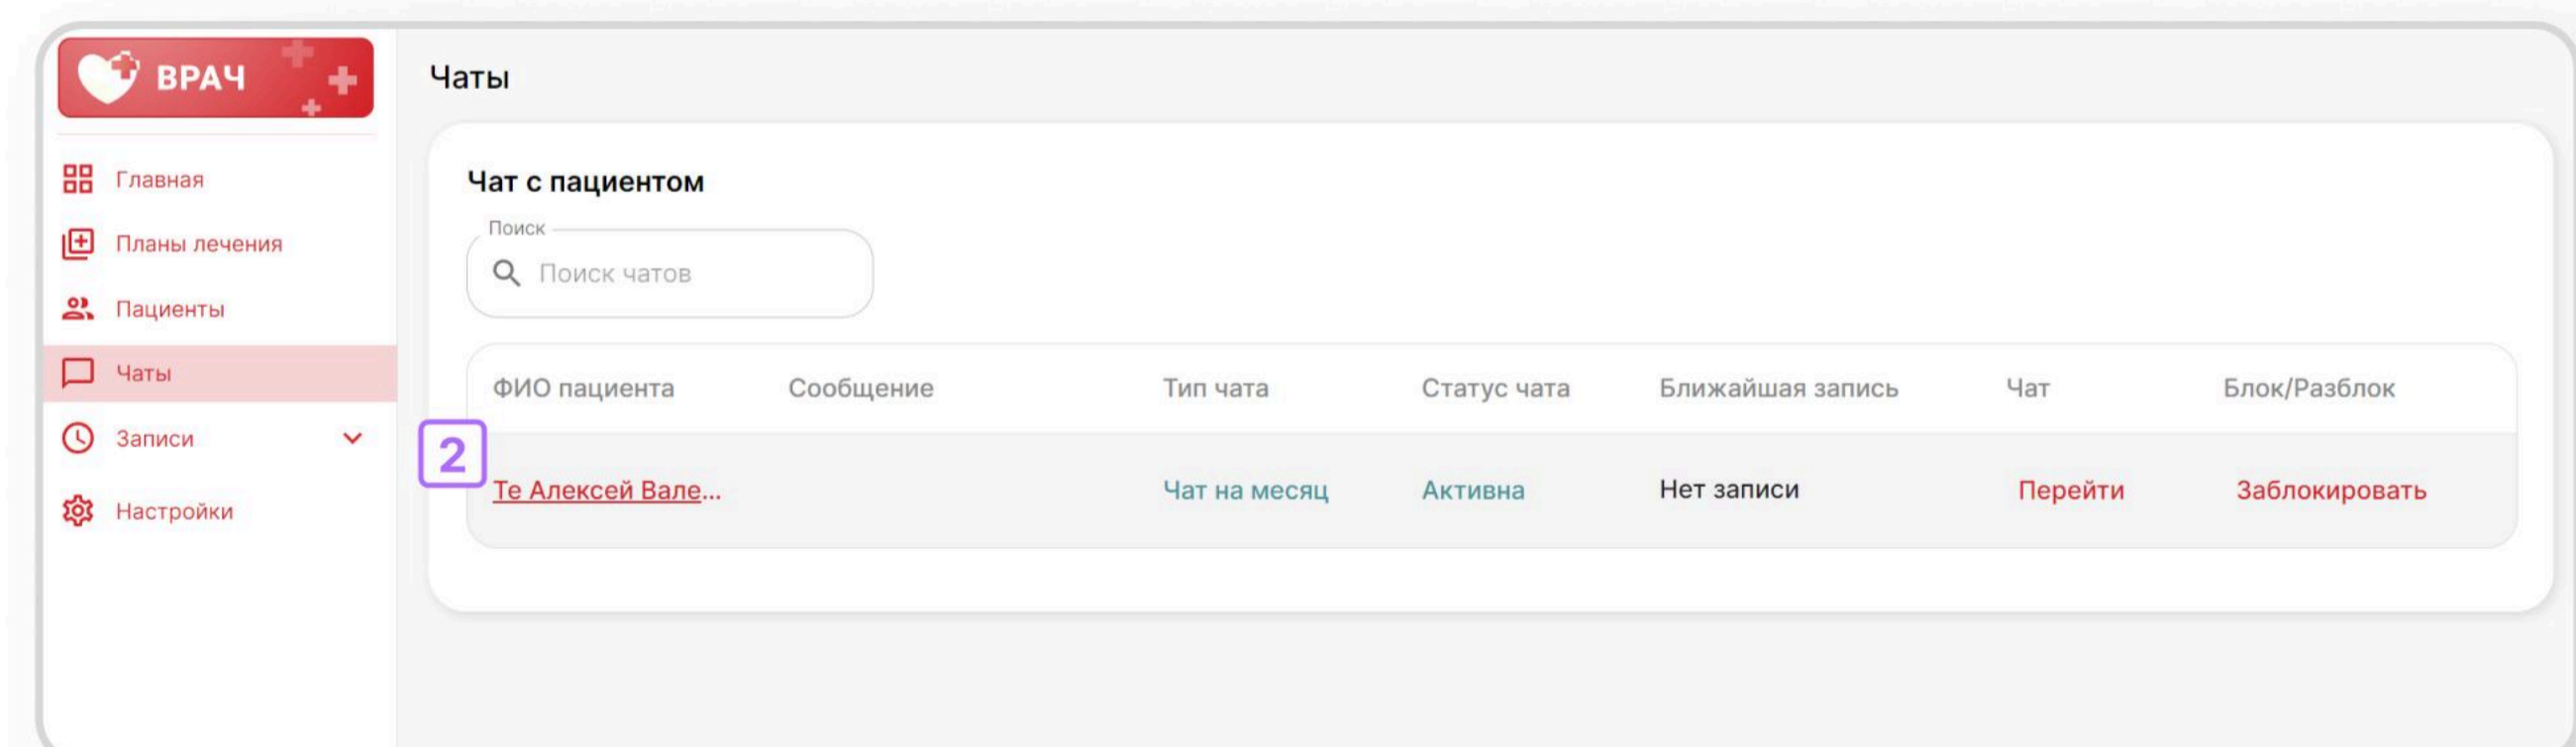 ВРАЧ
Главная
Планы лечения
Пациенты
Чаты
Записи
Настройки
Чаты
Чат с пациентом
Поиск
Поиск чатов
ФИО пациента Сообщение Тип чата Статус чата Ближайшая запись Чат Блок/Разблок
2
Те Алексей Вале... Чат на месяц Активна Нет записи Перейти Заблокировать